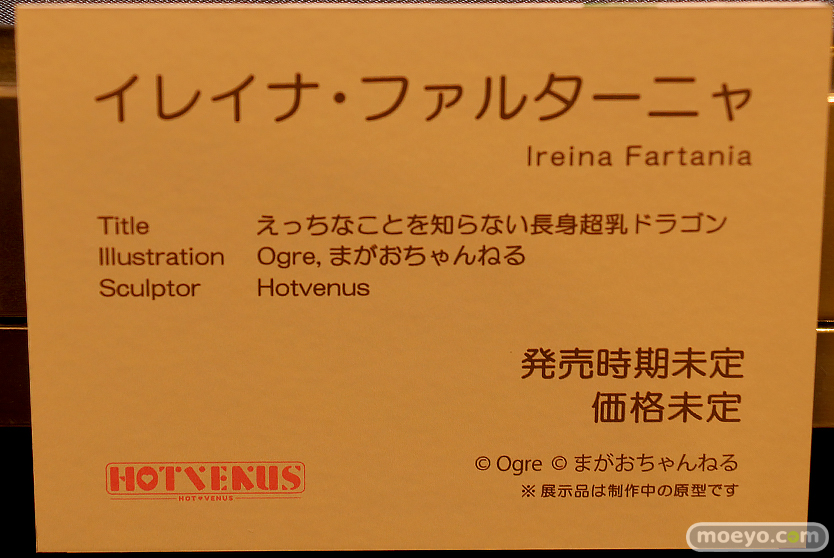 イレイナ・ファルターニャ
Ireina Fartania
Title えっちなことを知らない長身超乳ドラゴン
Illustration Ogre, まがおちゃんねる
Sculptor Hotvenus
発売時期未定
価格未定
© Ogre © まがおちゃんねる
※ 展示品は制作中の原型です
HOTVENUS
HOT♥VENUS
moeyo.com